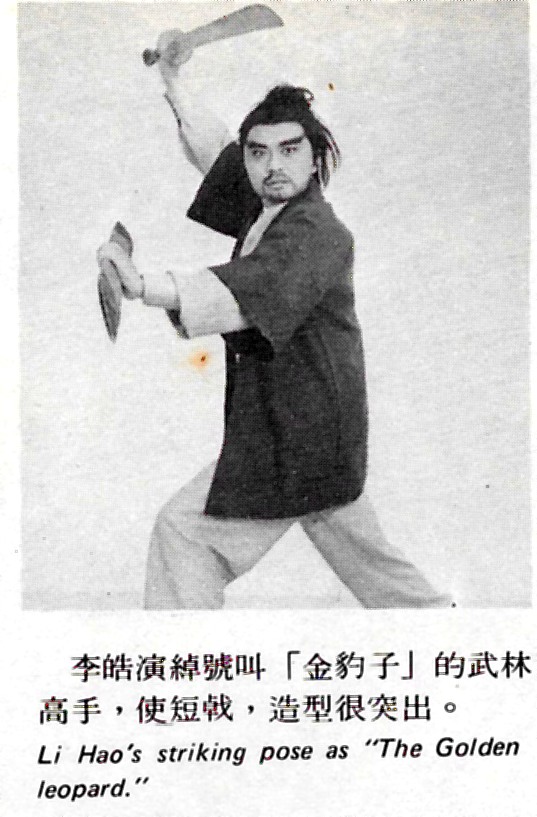 李皓演綽號叫「金豹子」的武林
高手，使短戟，造型很突出。
Li Hao's striking pose as "The Golden
leopard."